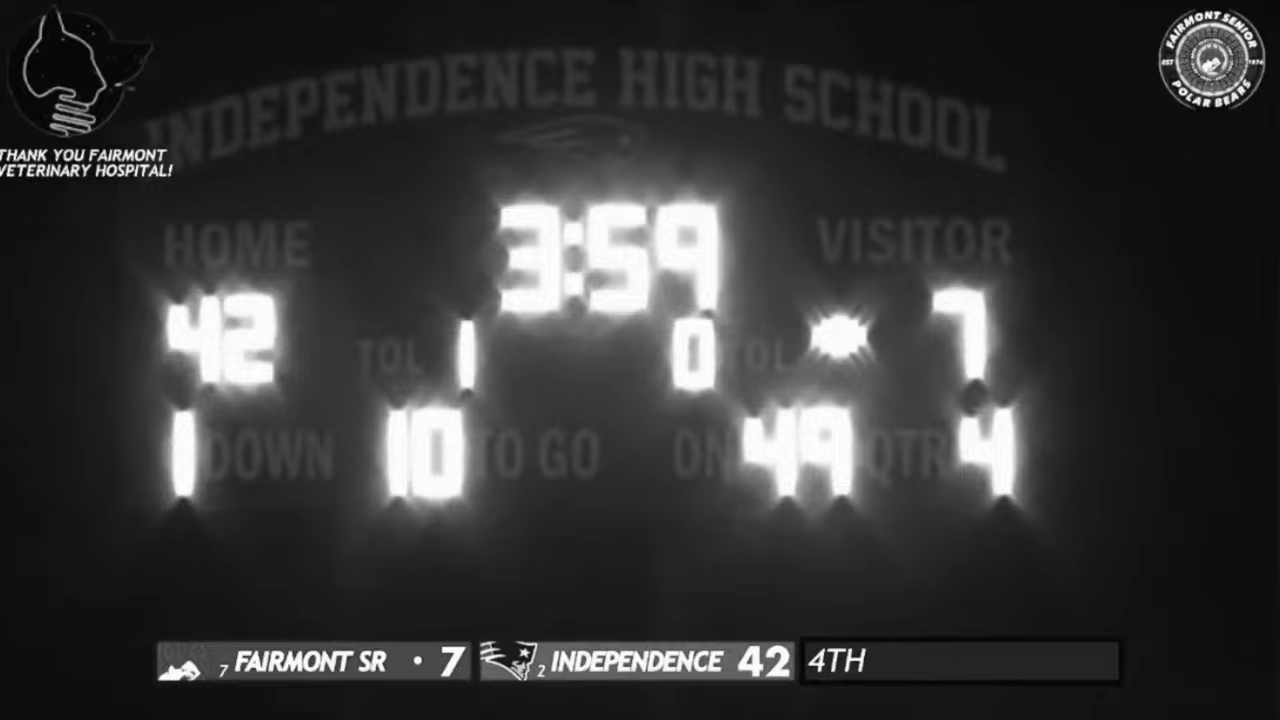 FAIRMONT SENIOR
EST 1876
POLAR BEARS
THANK YOU FAIRMONT
VETERINARY HOSPITAL!
INDEPENDENCE HIGH SCHOOL
HOME 3:59 VISITOR
42 TOL 1 0 TOL 7
1 DOWN 10 TO GO ON 49 QTR 4
7 FAIRMONT SR • 7 2 INDEPENDENCE 42 4TH